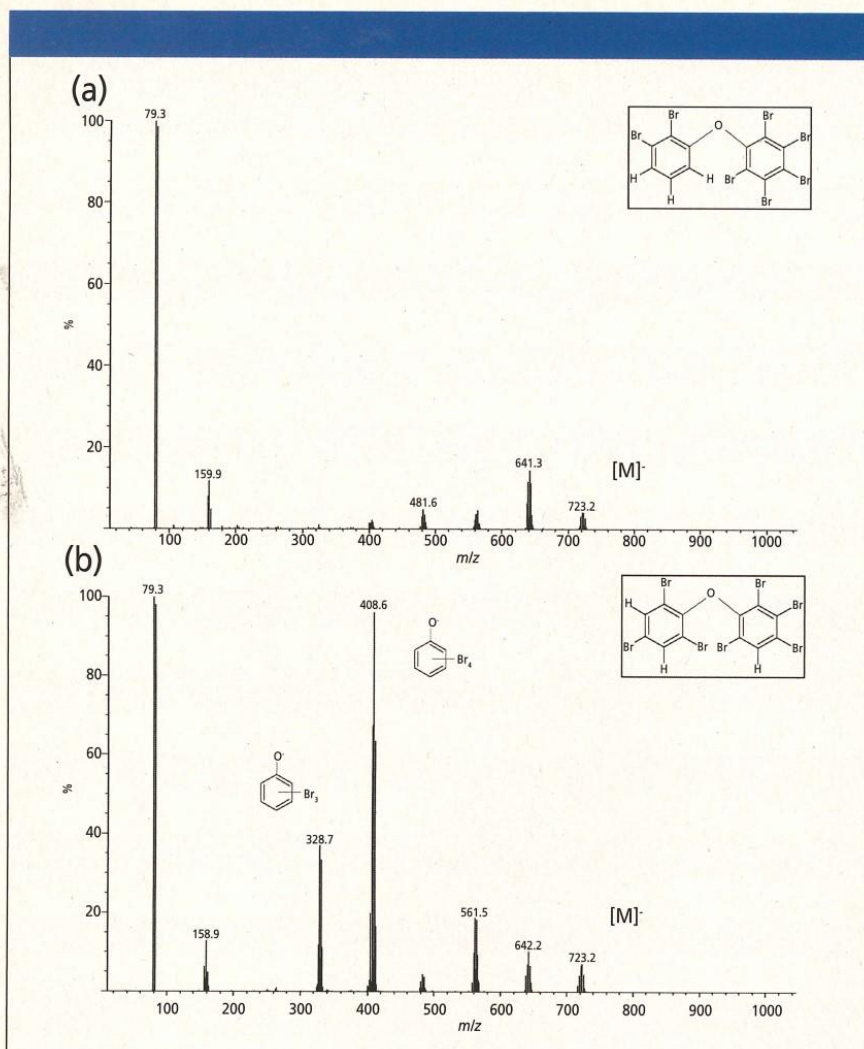 (a)
79.3
100
80
60
%
40
20
159.9
481.6
641.3
[M]-
723.2
Br
Br
O
Br
Br
H
H
H
Br
Br
Br
100 200 300 400 500 600 700 800 900 1000
m/z
(b)
79.3
100
80
60
%
40
20
408.6
O-
Br4
O-
Br3
328.7
158.9
561.5
642.2
[M]-
723.2
Br
O
Br
H
Br
Br
Br
Br
Br
H
H
100 200 300 400 500 600 700 800 900 1000
m/z